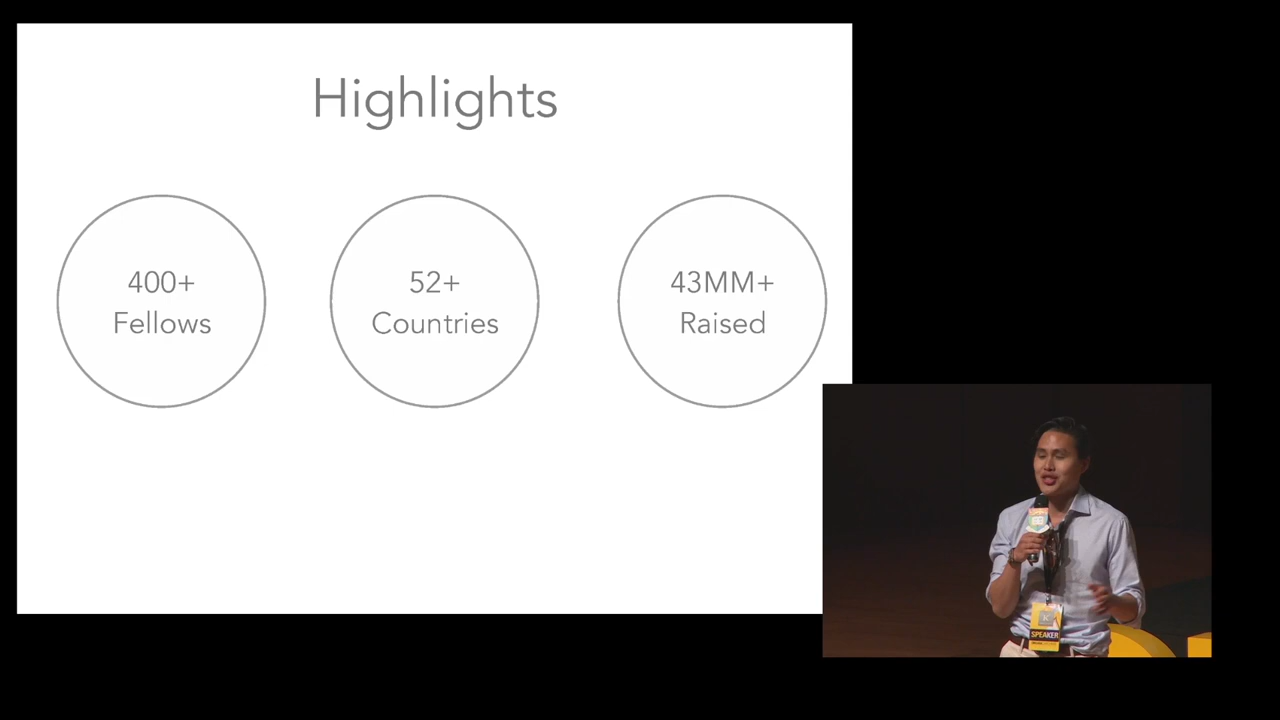 Highlights
400+
Fellows
52+
Countries
43MM+
Raised
SPEAKER